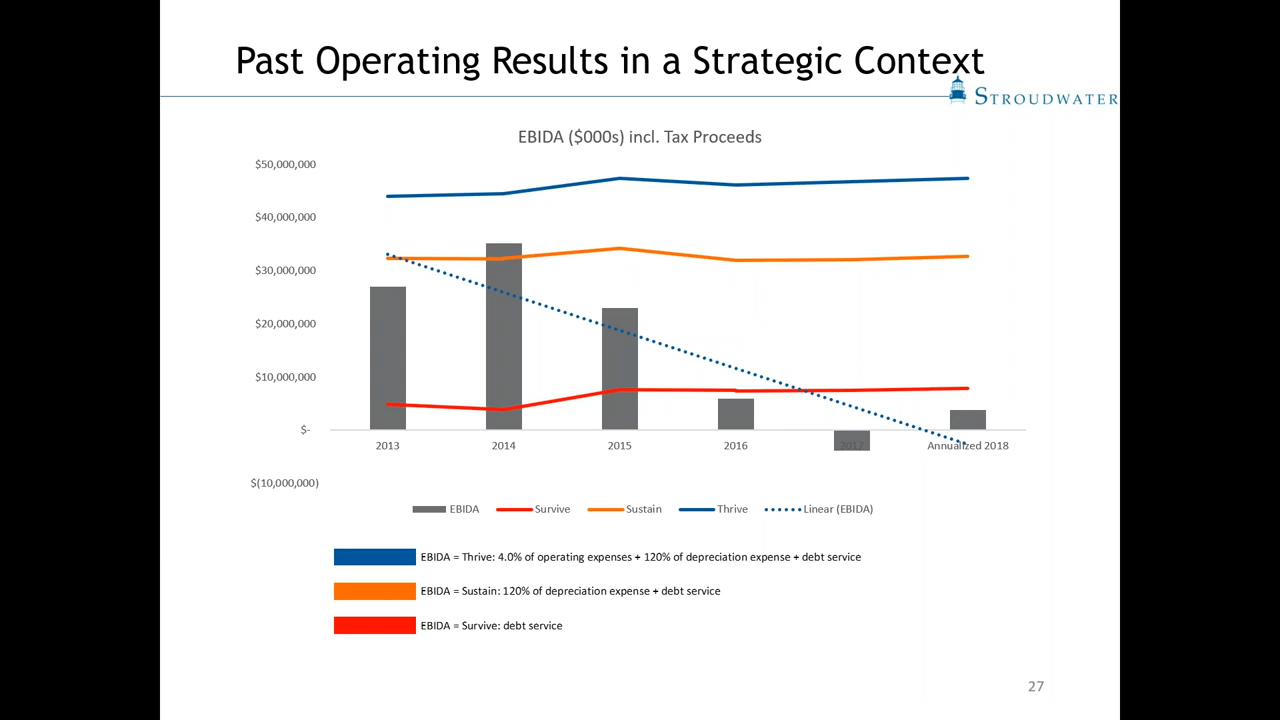 Past Operating Results in a Strategic Context
STROUDWATER
EBIDA ($000s) incl. Tax Proceeds
$50,000,000
$40,000,000
$30,000,000
$20,000,000
$10,000,000
$-
$(10,000,000)
2013 2014 2015 2016 2017 Annualized 2018
EBIDA Survive Sustain Thrive Linear (EBIDA)
EBIDA = Thrive: 4.0% of operating expenses + 120% of depreciation expense + debt service
EBIDA = Sustain: 120% of depreciation expense + debt service
EBIDA = Survive: debt service
27